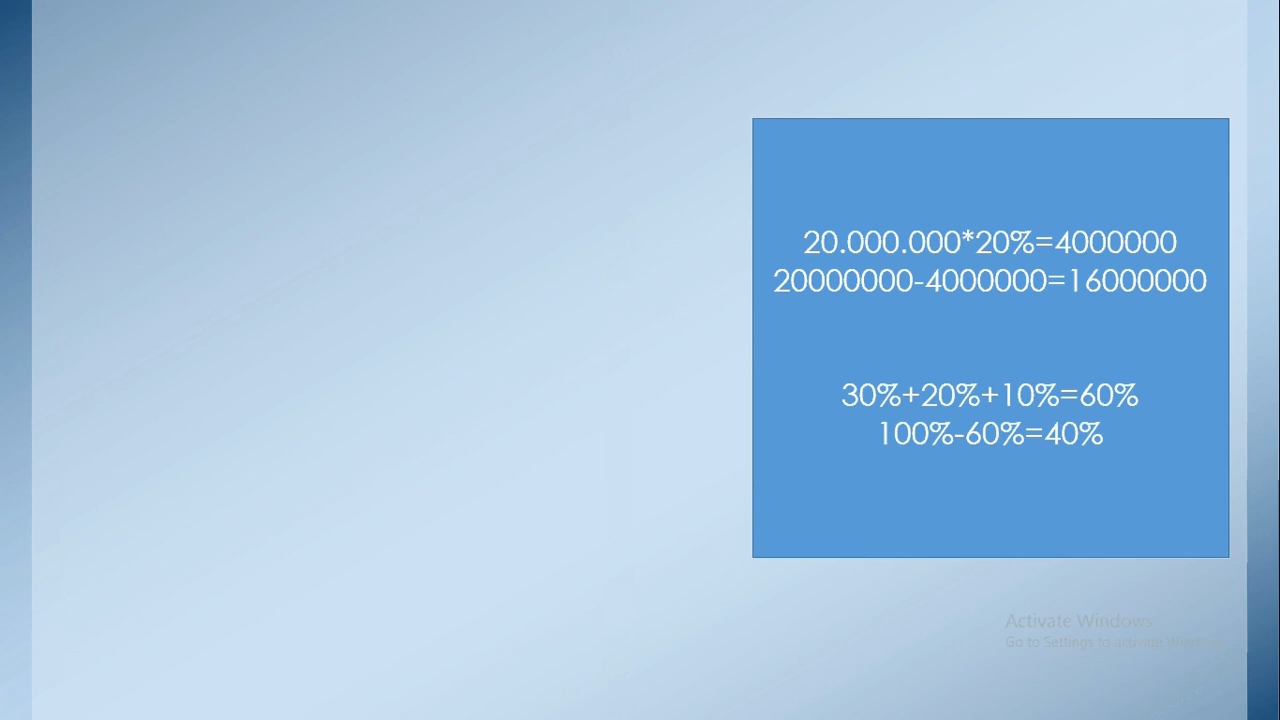 20.000.000*20%=4000000
20000000-4000000=16000000
30%+20%+10%=60%
100%-60%=40%
Activate Windows
Go to Settings to activate Windows.